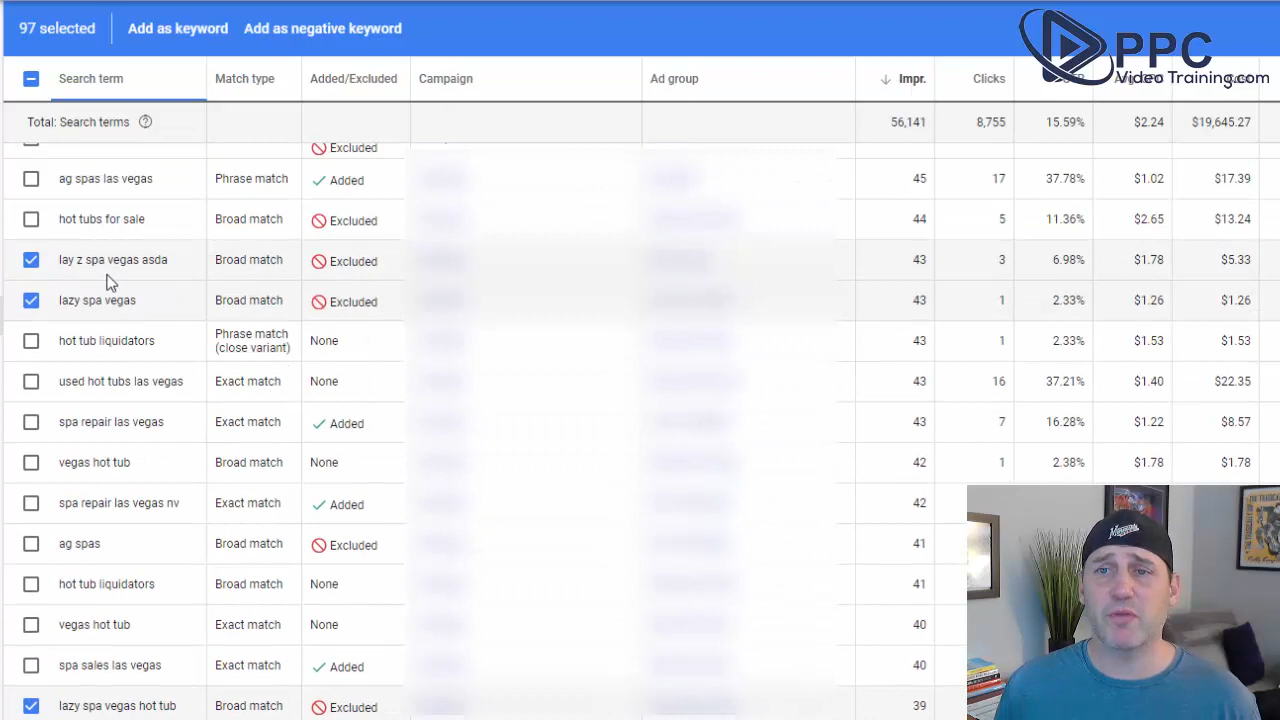 97 selected Add as keyword Add as negative keyword
PPC
Video Training.com
Search term Match type Added/Excluded Campaign Ad group Impr. Clicks
Total: Search terms 56,141 8,755 15.59% $2.24 $19,645.27
Excluded
ag spas las vegas Phrase match Added 45 17 37.78% $1.02 $17.39
hot tubs for sale Broad match Excluded 44 5 11.36% $2.65 $13.24
lay z spa vegas asda Broad match Excluded 43 3 6.98% $1.78 $5.33
lazy spa vegas Broad match Excluded 43 1 2.33% $1.26 $1.26
hot tub liquidators Phrase match (close variant) None 43 1 2.33% $1.53 $1.53
used hot tubs las vegas Exact match None 43 16 37.21% $1.40 $22.35
spa repair las vegas Exact match Added 43 7 16.28% $1.22 $8.57
vegas hot tub Broad match None 42 1 2.38% $1.78 $1.78
spa repair las vegas nv Exact match Added 42
ag spas Broad match Excluded 41
hot tub liquidators Broad match None 41
vegas hot tub Exact match None 40
spa sales las vegas Exact match Added 40
lazy spa vegas hot tub Broad match Excluded 39